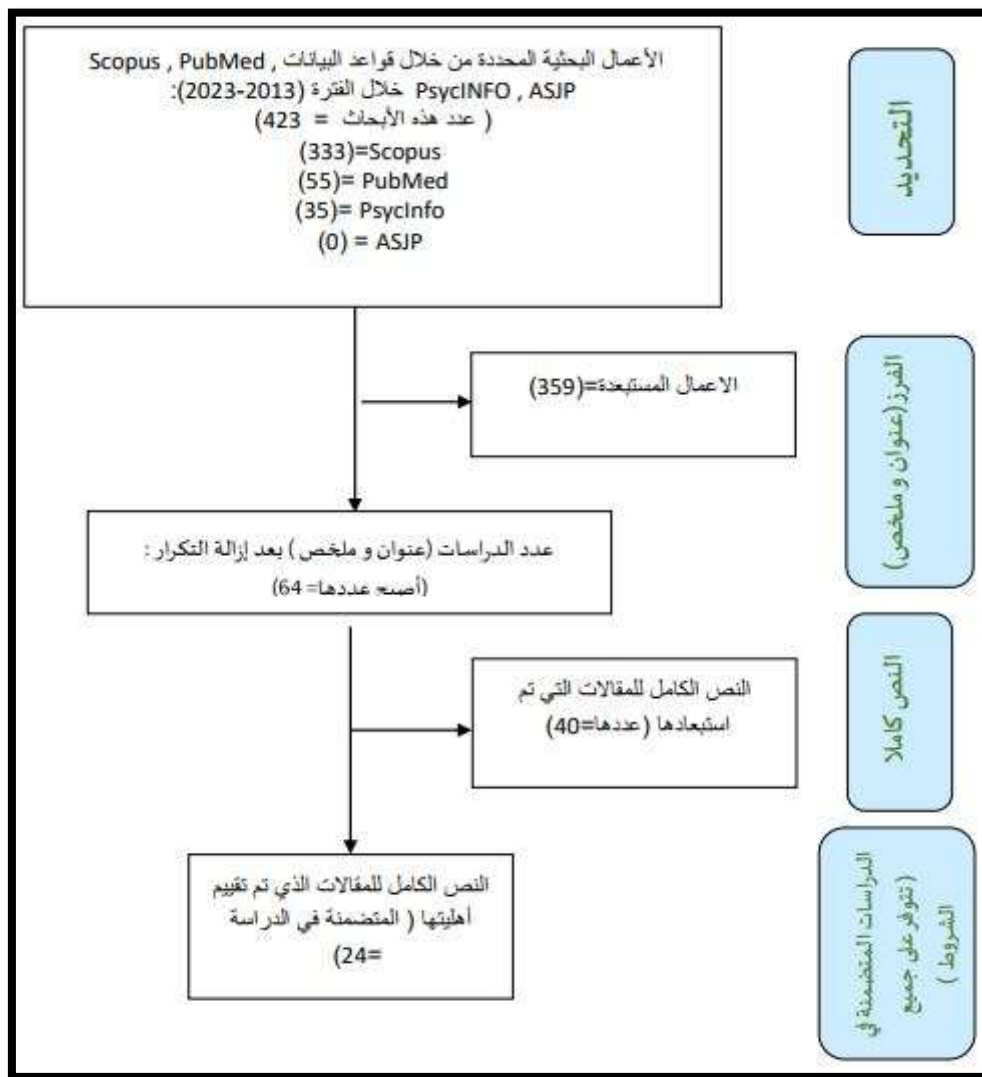 الأعمال البحثية المحددة من خلال قواعد البيانات , Scopus , PubMed
PsycINFO , ASJP خلال الفترة (2013-2023):
( عدد هذه الأبحاث = 423)
Scopus=(333)
PubMed =(55)
PsycInfo =(35)
ASJP = (0)
التحديد
الاعمال المستبعدة=(359)
الفرز(عنوان و ملخص)
عدد الدراسات (عنوان و ملخص ) بعد إزالة التكرار :
(أصبح عددها= 64)
النص الكامل للمقالات التي تم
استبعادها (عددها=40)
النص كاملا
النص الكامل للمقالات الذي تم تقييم
أهليتها ( المتضمنة في الدراسة
=24)
الدراسات المتضمنة في
(تتوفر على جميع
الشروط )